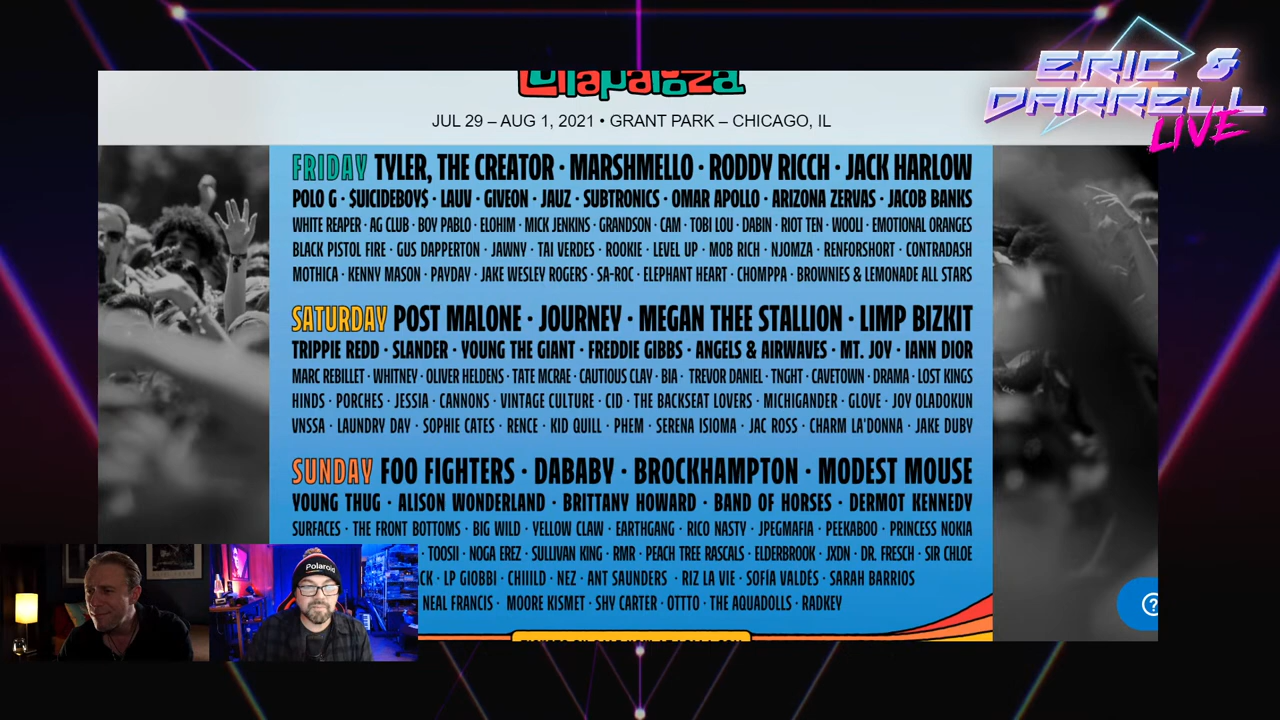 Lollapalooza
JUL 29 – AUG 1, 2021 • GRANT PARK – CHICAGO, IL
ERIC &
DARRELL
LIVE
FRIDAY TYLER, THE CREATOR · MARSHMELLO · RODDY RICCH · JACK HARLOW
POLO G · $UICIDEBOY$ · LAUV · GIVEON · JAUZ · SUBTRONICS · OMAR APOLLO · ARIZONA ZERVAS · JACOB BANKS
WHITE REAPER · AG CLUB · BOY PABLO · ELOHIM · MICK JENKINS · GRANDSON · CAM · TOBI LOU · DABIN · RIOT TEN · WOOLI · EMOTIONAL ORANGES
BLACK PISTOL FIRE · GUS DAPPERTON · JAWNY · TAI VERDES · ROOKIE · LEVEL UP · MOB RICH · NJOMZA · RENFORSHORT · CONTRADASH
MOTHICA · KENNY MASON · PAYDAY · JAKE WESLEY ROGERS · SA-ROC · ELEPHANT HEART · CHOMPPA · BROWNIES & LEMONADE ALL STARS
SATURDAY POST MALONE · JOURNEY · MEGAN THEE STALLION · LIMP BIZKIT
TRIPPIE REDD · SLANDER · YOUNG THE GIANT · FREDDIE GIBBS · ANGELS & AIRWAVES · MT. JOY · IANN DIOR
MARC REBILLET · WHITNEY · OLIVER HELDENS · TATE MCRAE · CAUTIOUS CLAY · BIA · TREVOR DANIEL · TNGHT · CAVETOWN · DRAMA · LOST KINGS
HINDS · PORCHES · JESSIA · CANNONS · VINTAGE CULTURE · CID · THE BACKSEAT LOVERS · MICHIGANDER · GLOVE · JOY OLADOKUN
VNSSA · LAUNDRY DAY · SOPHIE CATES · RENCE · KID QUILL · PHEM · SERENA ISIOMA · JAC ROSS · CHARM LA'DONNA · JAKE DUBY
SUNDAY FOO FIGHTERS · DABABY · BROCKHAMPTON · MODEST MOUSE
YOUNG THUG · ALISON WONDERLAND · BRITTANY HOWARD · BAND OF HORSES · DERMOT KENNEDY
SURFACES · THE FRONT BOTTOMS · BIG WILD · YELLOW CLAW · EARTHGANG · RICO NASTY · JPEGMAFIA · PEEKABOO · PRINCESS NOKIA
· TOOSII · NOGA EREZ · SULLIVAN KING · RMR · PEACH TREE RASCALS · ELDERBROOK · JXDN · DR. FRESCH · SIR CHLOE
CK · LP GIOBBI · CHIIILD · NEZ · ANT SAUNDERS · RIZ LA VIE · SOFÍA VALDÉS · SARAH BARRIOS
NEAL FRANCIS · MOORE KISMET · SHY CARTER · OTTTO · THE AQUADOLLS · RADKEY
Polaroid
?